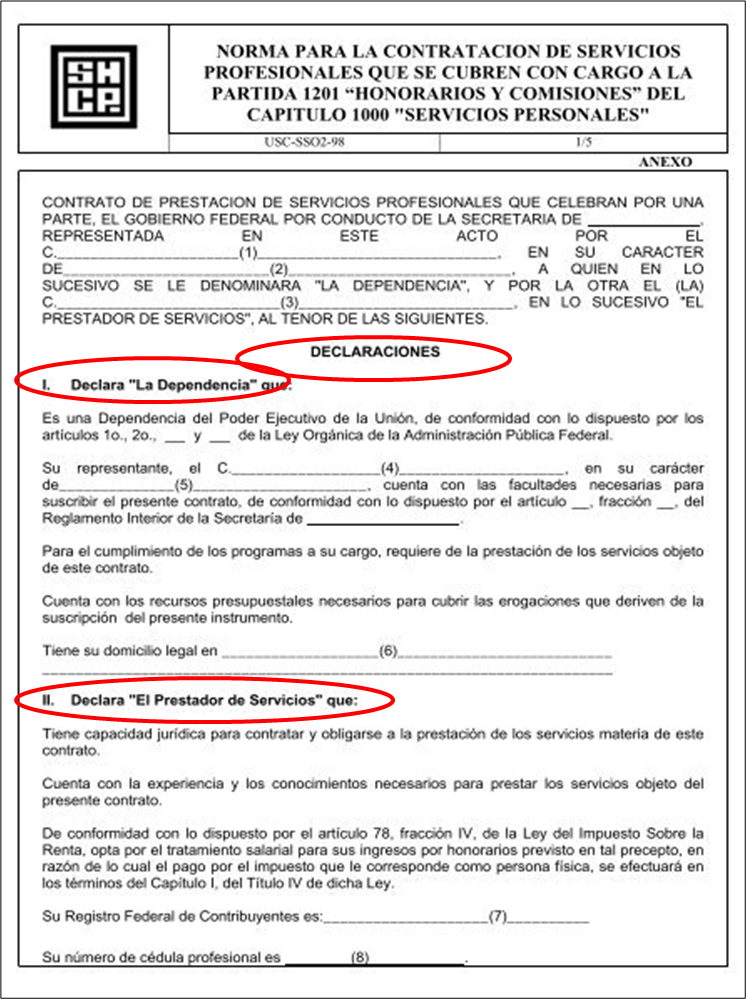 SH
CP.
NORMA PARA LA CONTRATACION DE SERVICIOS
PROFESIONALES QUE SE CUBREN CON CARGO A LA
PARTIDA 1201 “HONORARIOS Y COMISIONES” DEL
CAPITULO 1000 "SERVICIOS PERSONALES"
USC-SSO2-98 1/5
ANEXO
CONTRATO DE PRESTACION DE SERVICIOS PROFESIONALES QUE CELEBRAN POR UNA
PARTE, EL GOBIERNO FEDERAL POR CONDUCTO DE LA SECRETARIA DE ______________,
REPRESENTADA EN ESTE ACTO POR EL
C.______________________(1)____________________________, EN SU CARACTER
DE_________________________(2)__________________________, A QUIEN EN LO
SUCESIVO SE LE DENOMINARA "LA DEPENDENCIA", Y POR LA OTRA EL (LA)
C.__________________________(3)__________________________, EN LO SUCESIVO "EL
PRESTADOR DE SERVICIOS", AL TENOR DE LAS SIGUIENTES.
DECLARACIONES
I. Declara "La Dependencia" que:
Es una Dependencia del Poder Ejecutivo de la Unión, de conformidad con lo dispuesto por los
artículos 1o., 2o., __ y __ de la Ley Orgánica de la Administración Pública Federal.
Su representante, el C.__________________(4)____________________, en su carácter
de______________(5)_____________________, cuenta con las facultades necesarias para
suscribir el presente contrato, de conformidad con lo dispuesto por el artículo __, fracción __, del
Reglamento Interior de la Secretaría de __________________.
Para el cumplimiento de los programas a su cargo, requiere de la prestación de los servicios objeto
de este contrato.
Cuenta con los recursos presupuestales necesarios para cubrir las erogaciones que deriven de la
suscripción del presente instrumento.
Tiene su domicilio legal en ___________________(6)__________________________
______________________________________________________________________
II. Declara "El Prestador de Servicios" que:
Tiene capacidad jurídica para contratar y obligarse a la prestación de los servicios materia de este
contrato.
Cuenta con la experiencia y los conocimientos necesarios para prestar los servicios objeto del
presente contrato.
De conformidad con lo dispuesto por el artículo 78, fracción IV, de la Ley del Impuesto Sobre la
Renta, opta por el tratamiento salarial para sus ingresos por honorarios previsto en tal precepto, en
razón de lo cual el pago por el impuesto que le corresponde como persona física, se efectuará en
los términos del Capítulo I, del Título IV de dicha Ley.
Su Registro Federal de Contribuyentes es:____________________(7)__________
Su número de cédula profesional es ________(8)____________.